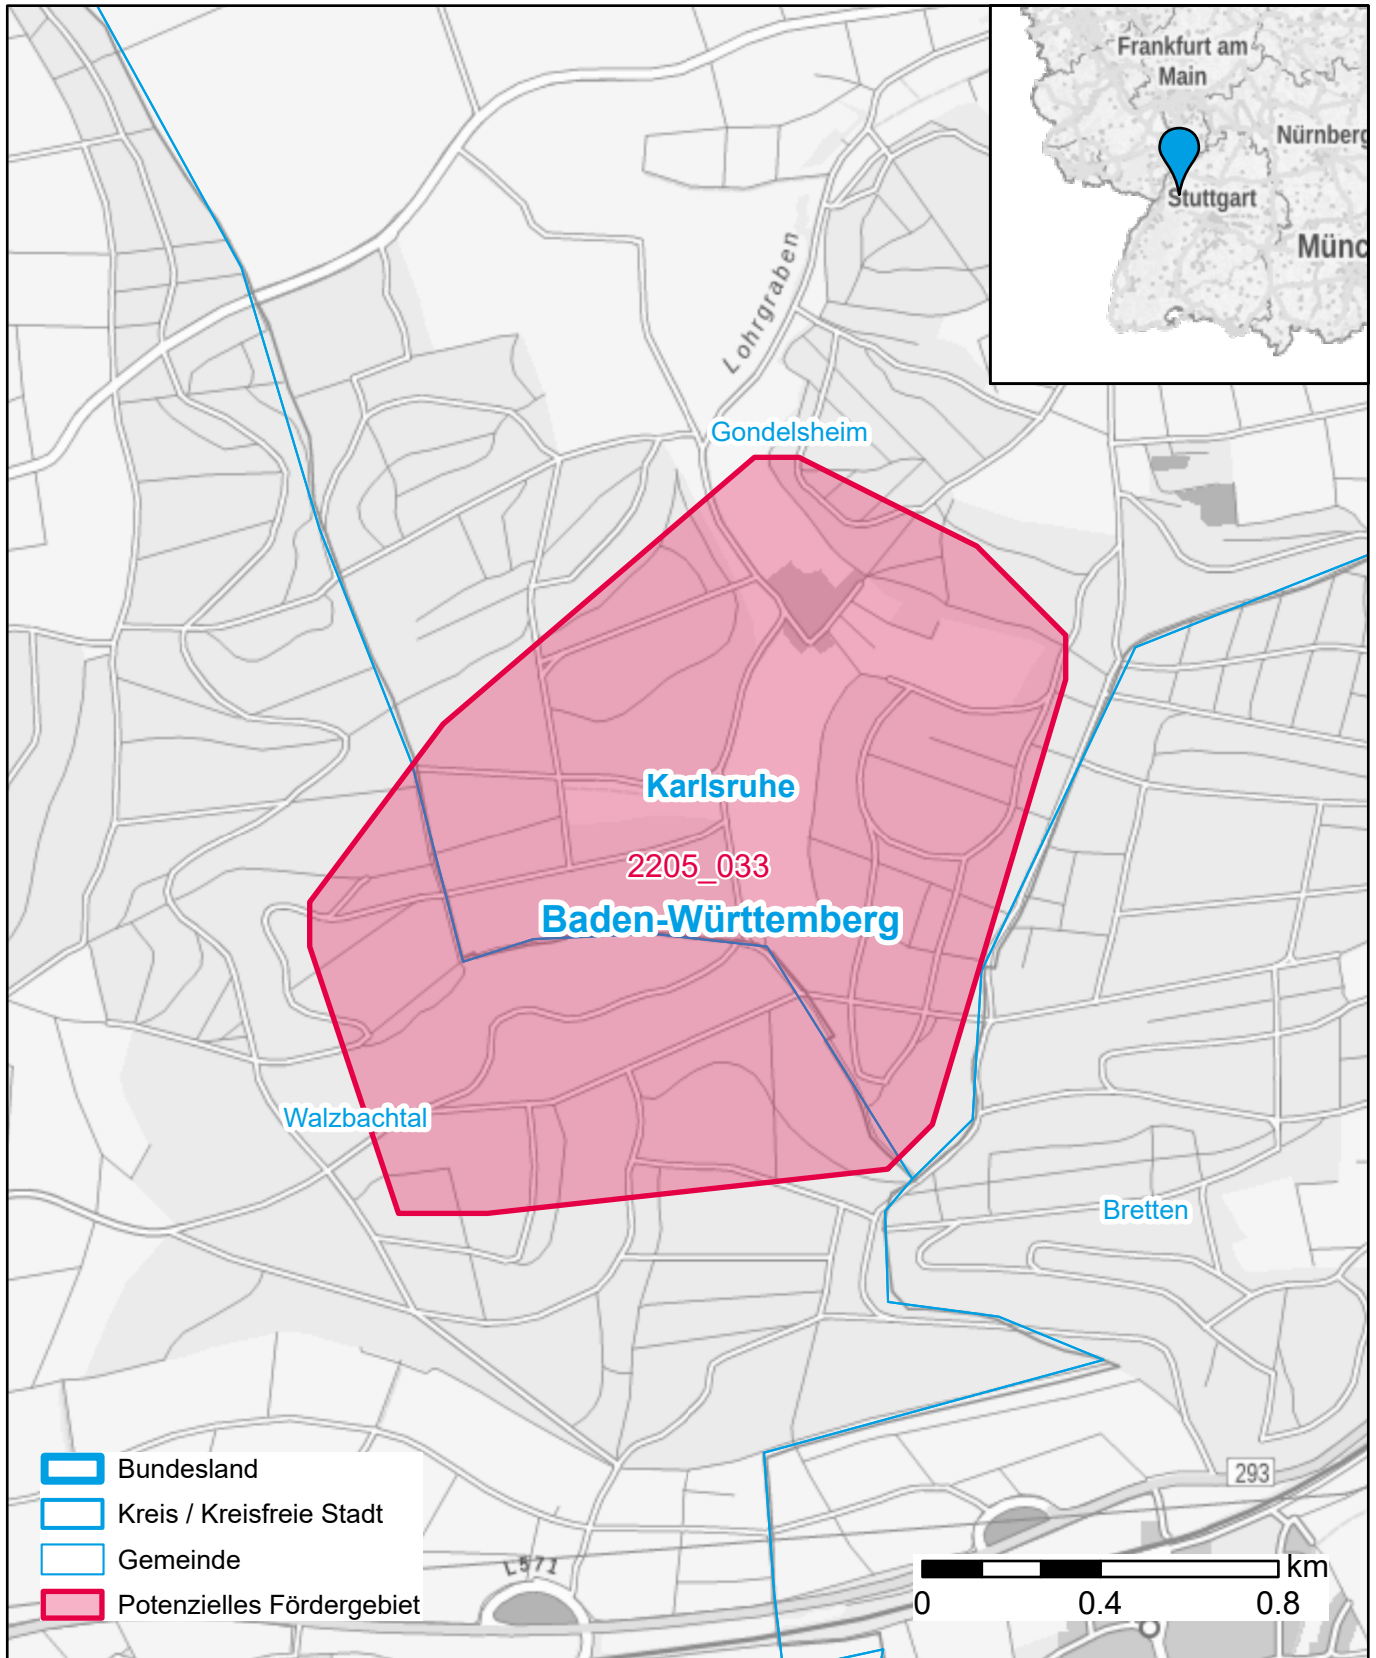 Frankfurt am
Main
Nürnberg
Stuttgart
Münc
Lohrgraben
Gondelsheim
Karlsruhe
2205_033
Baden-Württemberg
Walzbachtal
Bretten
293
L571
Bundesland
Kreis / Kreisfreie Stadt
Gemeinde
Potenzielles Fördergebiet
km
0 0.4 0.8